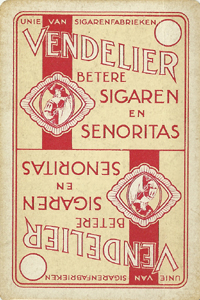 UNIE VAN SIGARENFABRIEKEN
VENDELIER
BETERE
SIGAREN
EN
SENORITAS
UNIE VAN SIGARENFABRIEKEN
VENDELIER
BETERE
SIGAREN
EN
SENORITAS